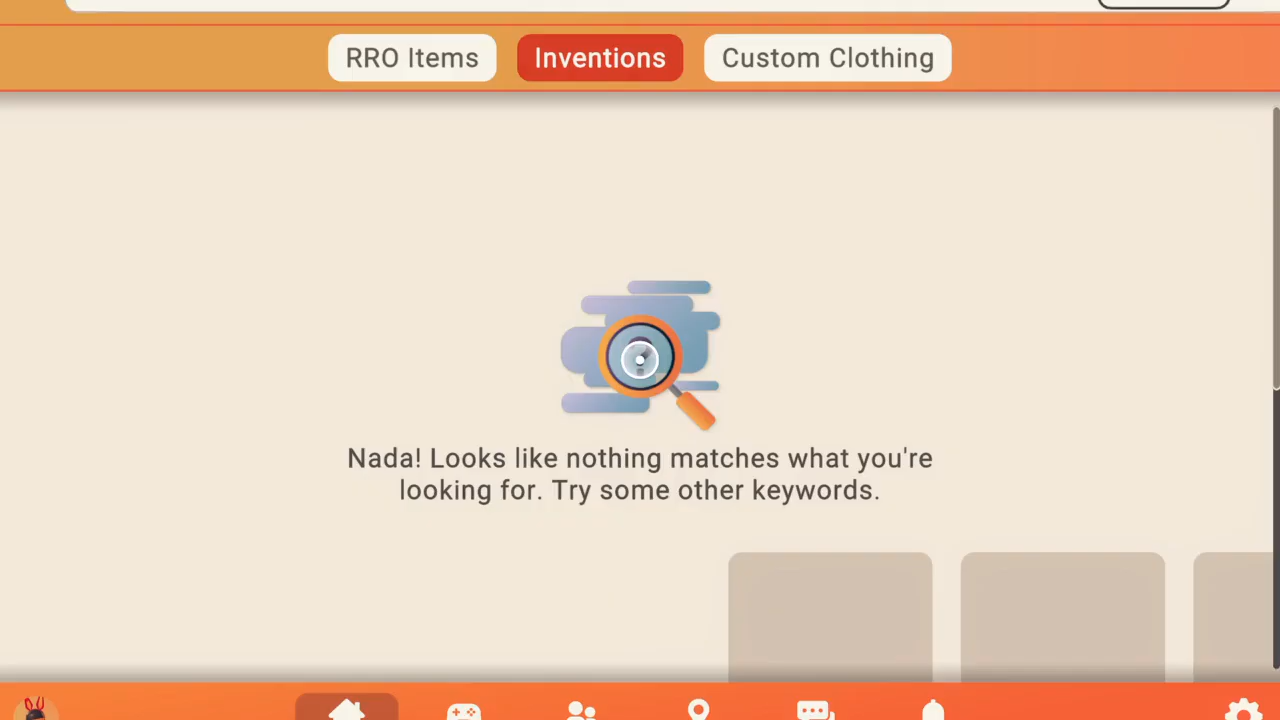 RRO Items
Inventions
Custom Clothing
Nada! Looks like nothing matches what you're
looking for. Try some other keywords.